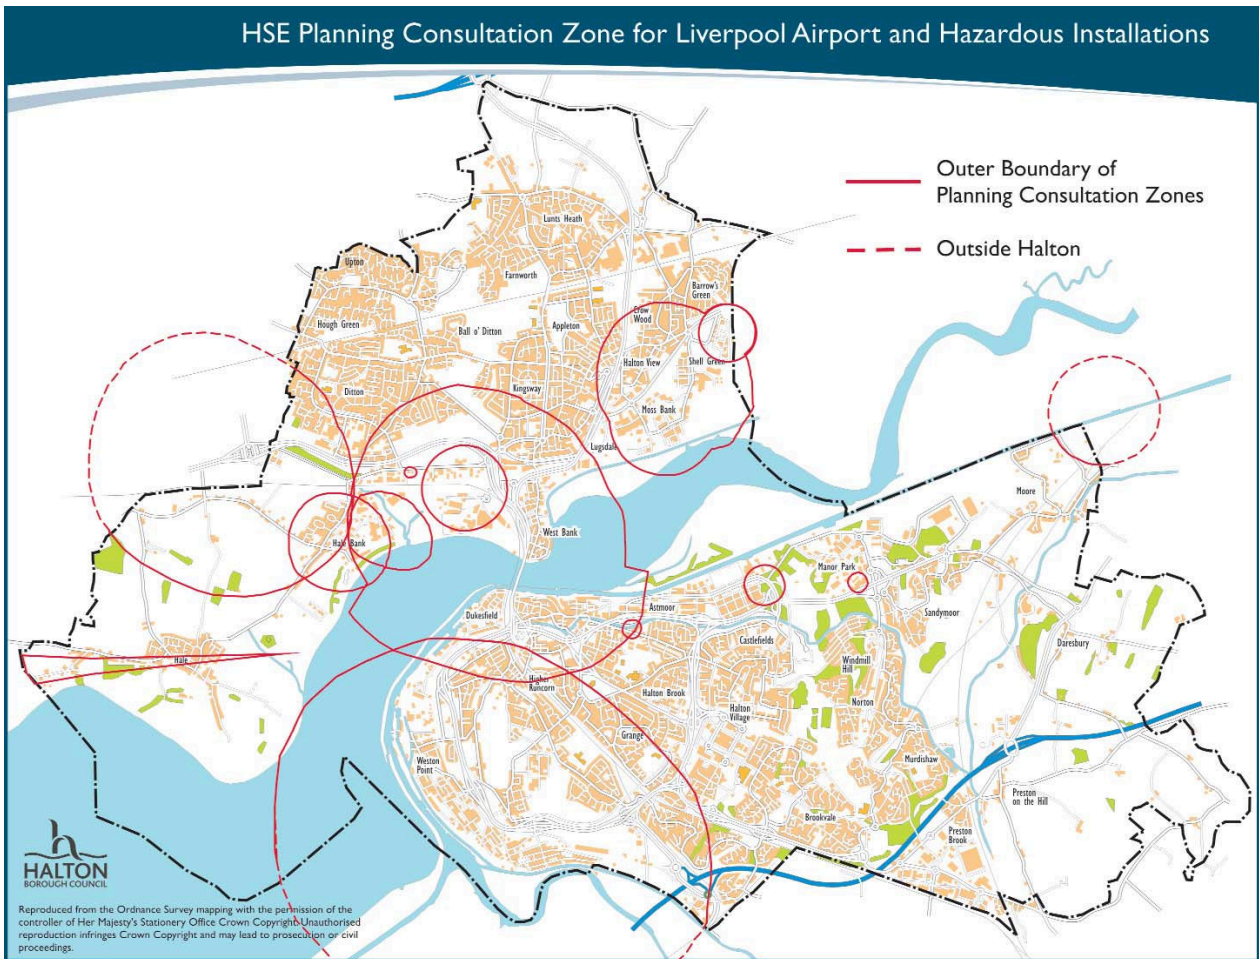 HSE Planning Consultation Zone for Liverpool Airport and Hazardous Installations
Outer Boundary of
Planning Consultation Zones
Outside Halton
Lunts Heath
Upton
Farnworth
Barrow's
Green
Hough Green
Ball o' Ditton
Appleton
Crow
Wood
Halton View
Shell Green
Ditton
Kingsway
Moss Bank
Lugsdale
Moore
West Bank
Hale Bank
Manor Park
Astmoor
Sandymoor
Dukesfield
Castlefields
Daresbury
Hale
Windmill
Hill
Higher
Runcorn
Halton Brook
Norton
Halton
Village
Grange
Weston
Point
Murdishaw
Preston
on the Hill
Brookvale
Preston
Brook
HALTON
BOROUGH COUNCIL
Reproduced from the Ordnance Survey mapping with the permission of the
controller of Her Majesty's Stationery Office Crown Copyright. Unauthorised
reproduction infringes Crown Copyright and may lead to prosecution or civil
proceedings.